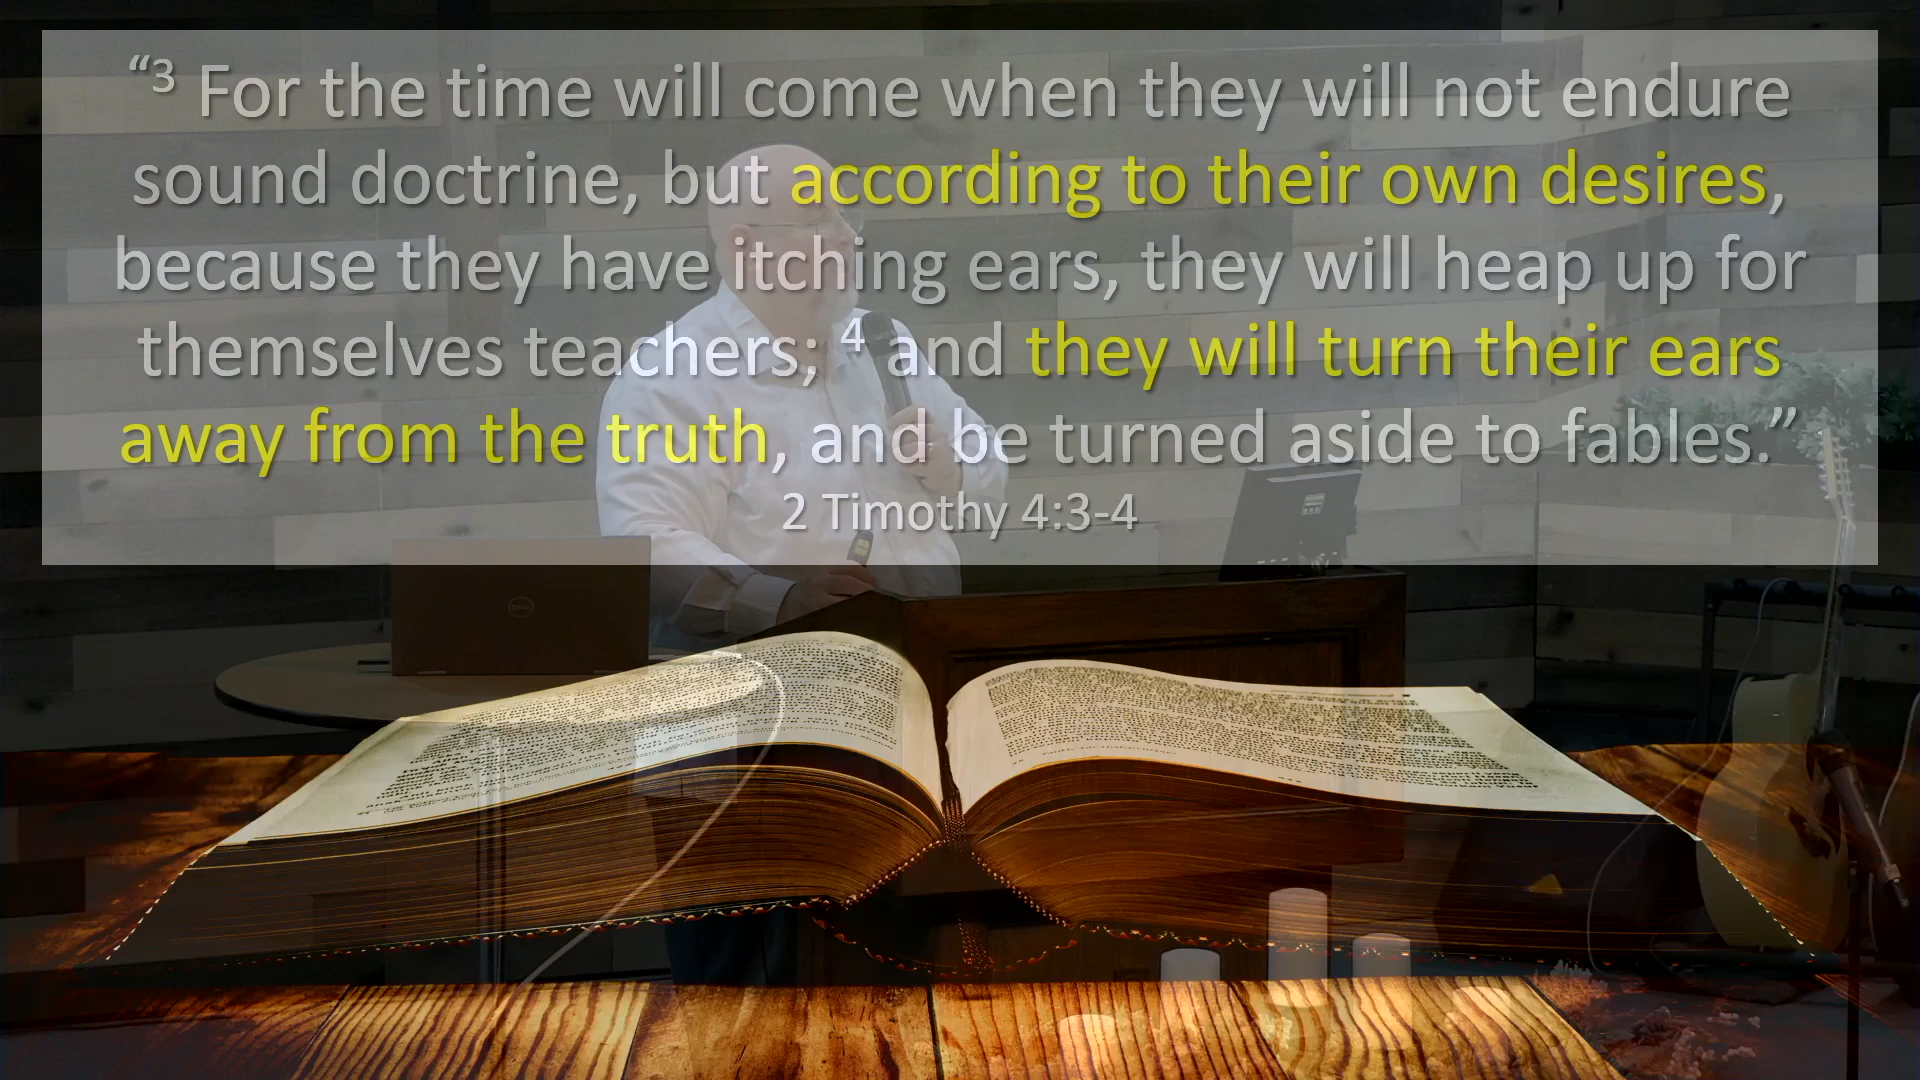 “3 For the time will come when they will not endure
sound doctrine, but according to their own desires,
because they have itching ears, they will heap up for
themselves teachers; 4 and they will turn their ears
away from the truth, and be turned aside to fables.”
2 Timothy 4:3-4
DELL